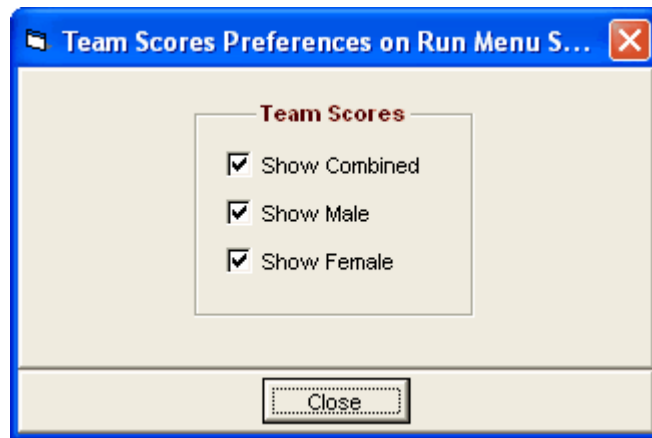 Team Scores Preferences on Run Menu S...
Team Scores
Show Combined
Show Male
Show Female
Close